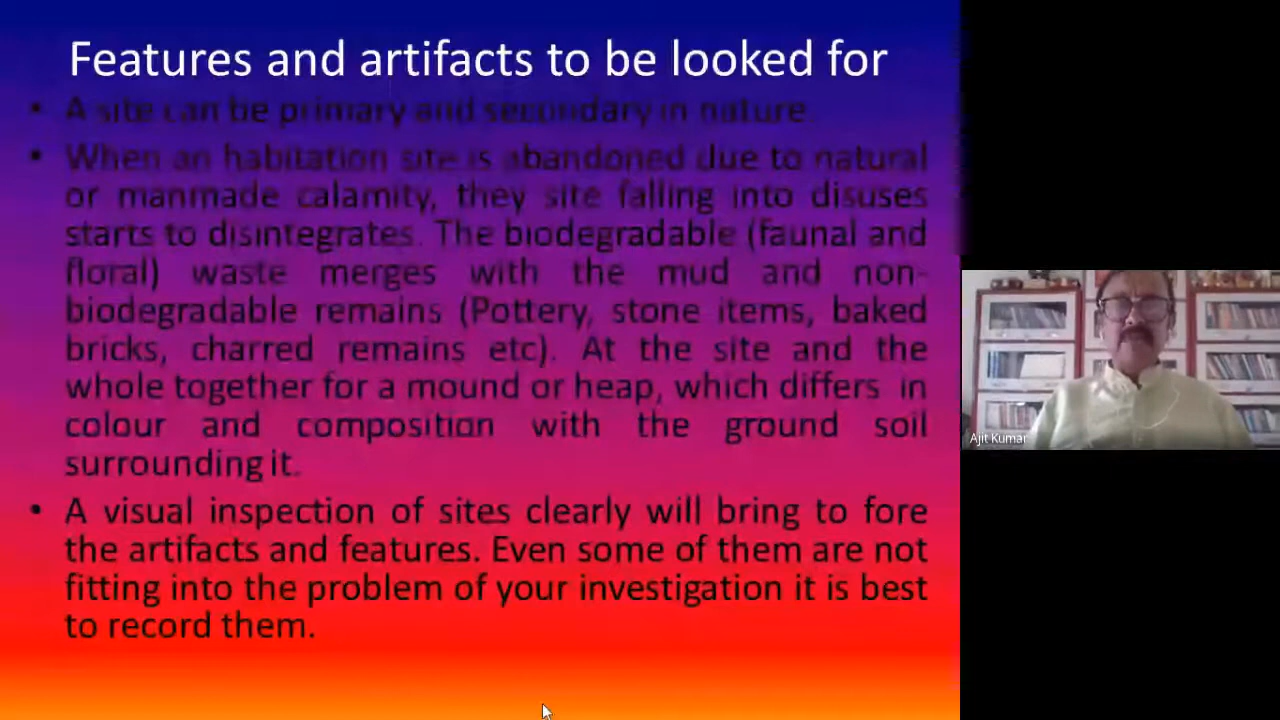 Features and artifacts to be looked for
• A site can be primary and secondary in nature.
• When an habitation site is abandoned due to natural
or manmade calamity, they site falling into disuses
starts to disintegrates. The biodegradable (faunal and
floral) waste merges with the mud and non-
biodegradable remains (Pottery, stone items, baked
bricks, charred remains etc). At the site and the
whole together for a mound or heap, which differs in
colour and composition with the ground soil
surrounding it.
• A visual inspection of sites clearly will bring to fore
the artifacts and features. Even some of them are not
fitting into the problem of your investigation it is best
to record them.
Ajit Kumar